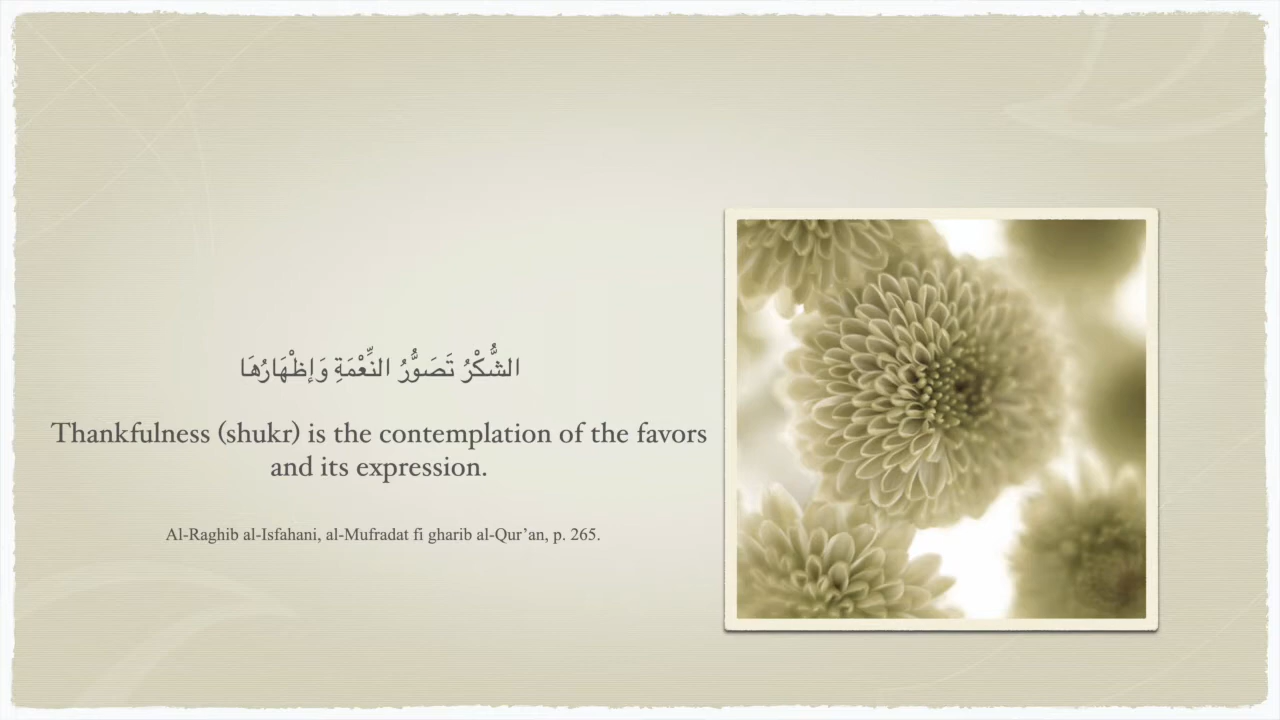 الشُّكْرُ تَصَوُّرُ النِّعْمَةِ وَإِظْهَارُهَا
Thankfulness (shukr) is the contemplation of the favors
and its expression.
Al-Raghib al-Isfahani, al-Mufradat fi gharib al-Qur’an, p. 265.